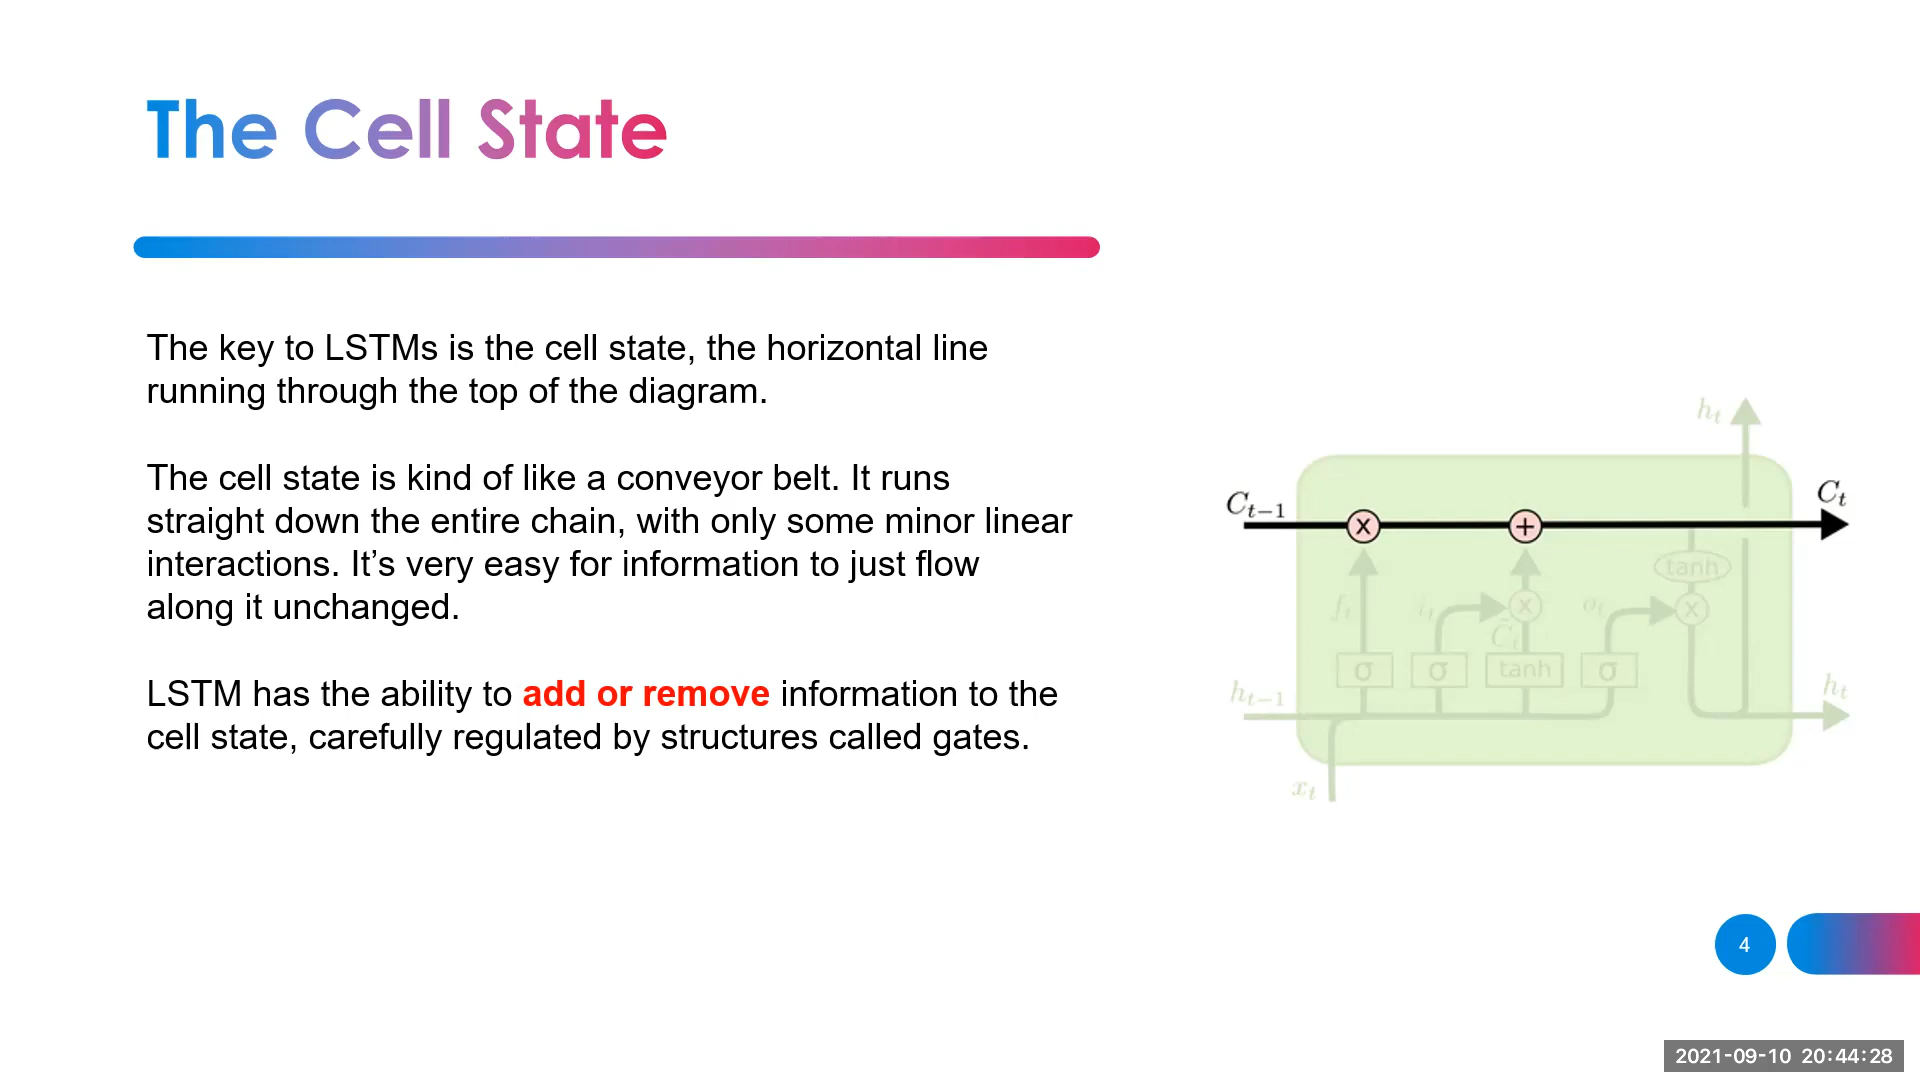 The Cell State
The key to LSTMs is the cell state, the horizontal line
running through the top of the diagram.
The cell state is kind of like a conveyor belt. It runs
straight down the entire chain, with only some minor linear
interactions. It’s very easy for information to just flow
along it unchanged.
LSTM has the ability to add or remove information to the
cell state, carefully regulated by structures called gates.
h_t
C_{t-1}
C_t
x
+
tanh
f_t
i_t
x
o_t
x
C̃_t
σ
σ
tanh
σ
h_{t-1}
h_t
x_t
4
2021-09-10 20:44:28